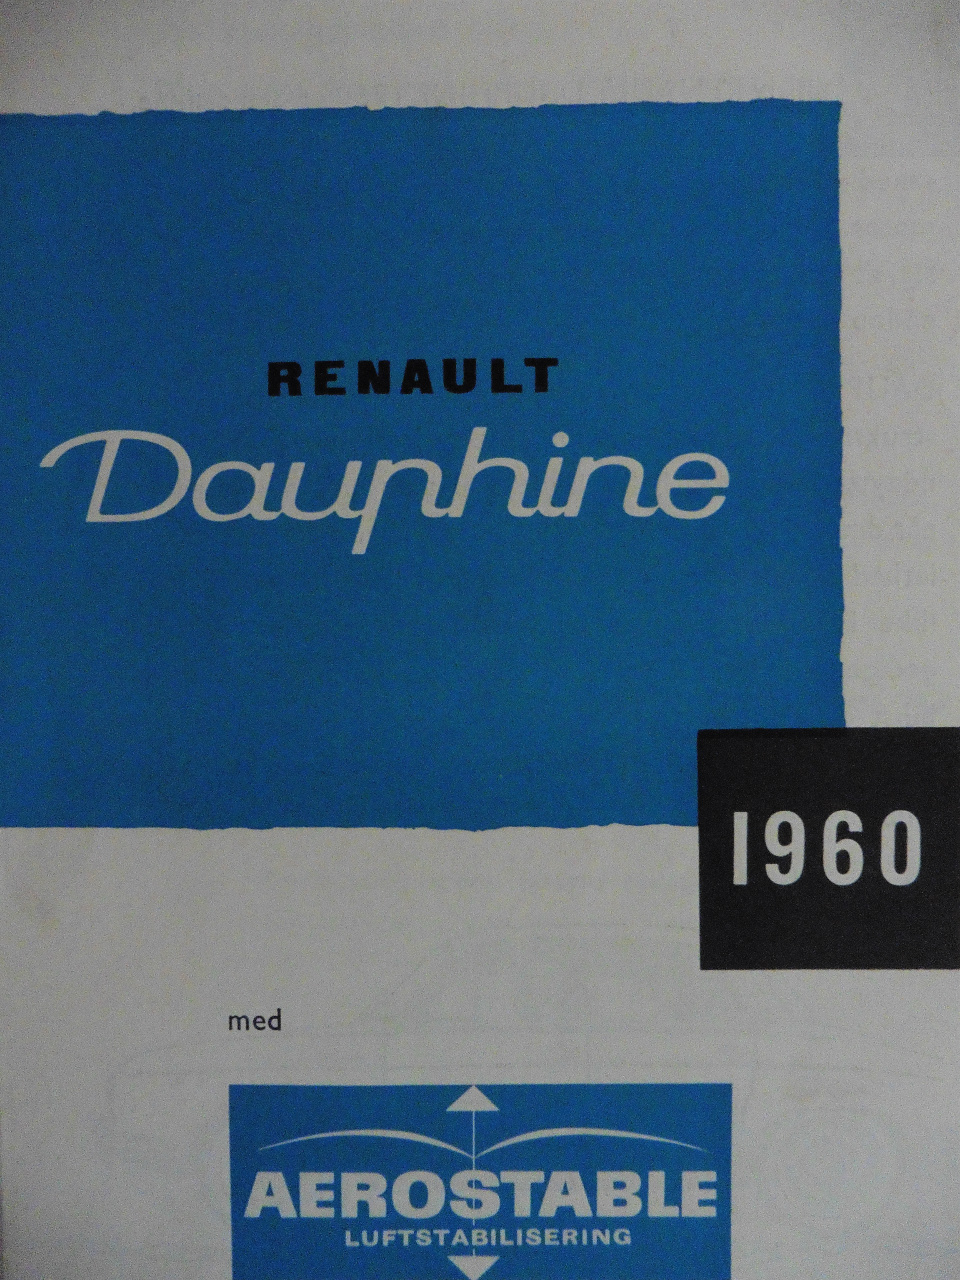 RENAULT
Dauphine
1960
med
AEROSTABLE
LUFTSTABILISERING